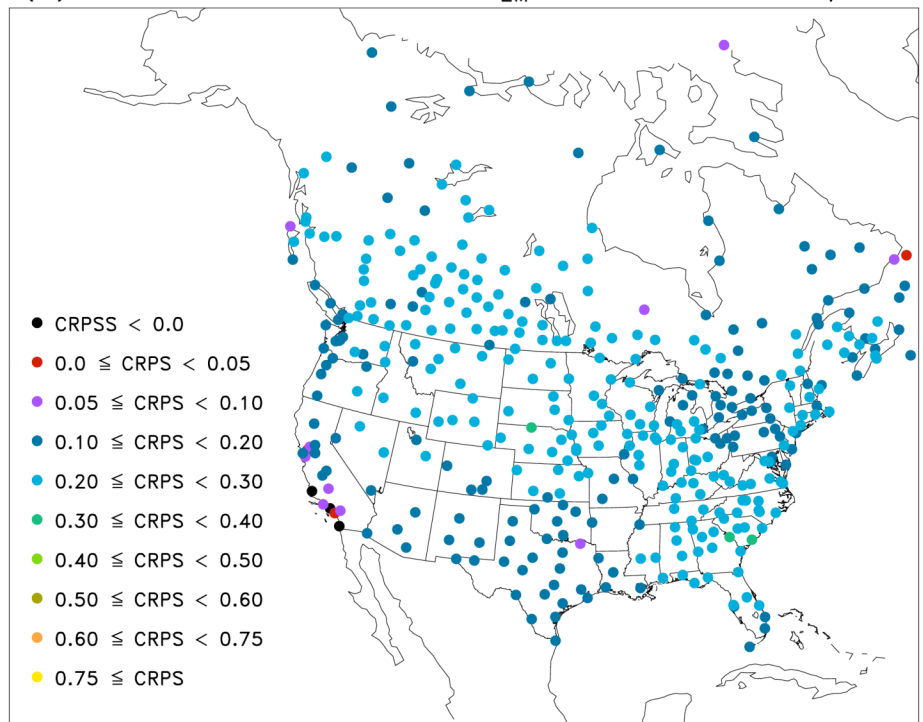 CRPSS < 0.0
0.0 ≦ CRPS < 0.05
0.05 ≦ CRPS < 0.10
0.10 ≦ CRPS < 0.20
0.20 ≦ CRPS < 0.30
0.30 ≦ CRPS < 0.40
0.40 ≦ CRPS < 0.50
0.50 ≦ CRPS < 0.60
0.60 ≦ CRPS < 0.75
0.75 ≦ CRPS